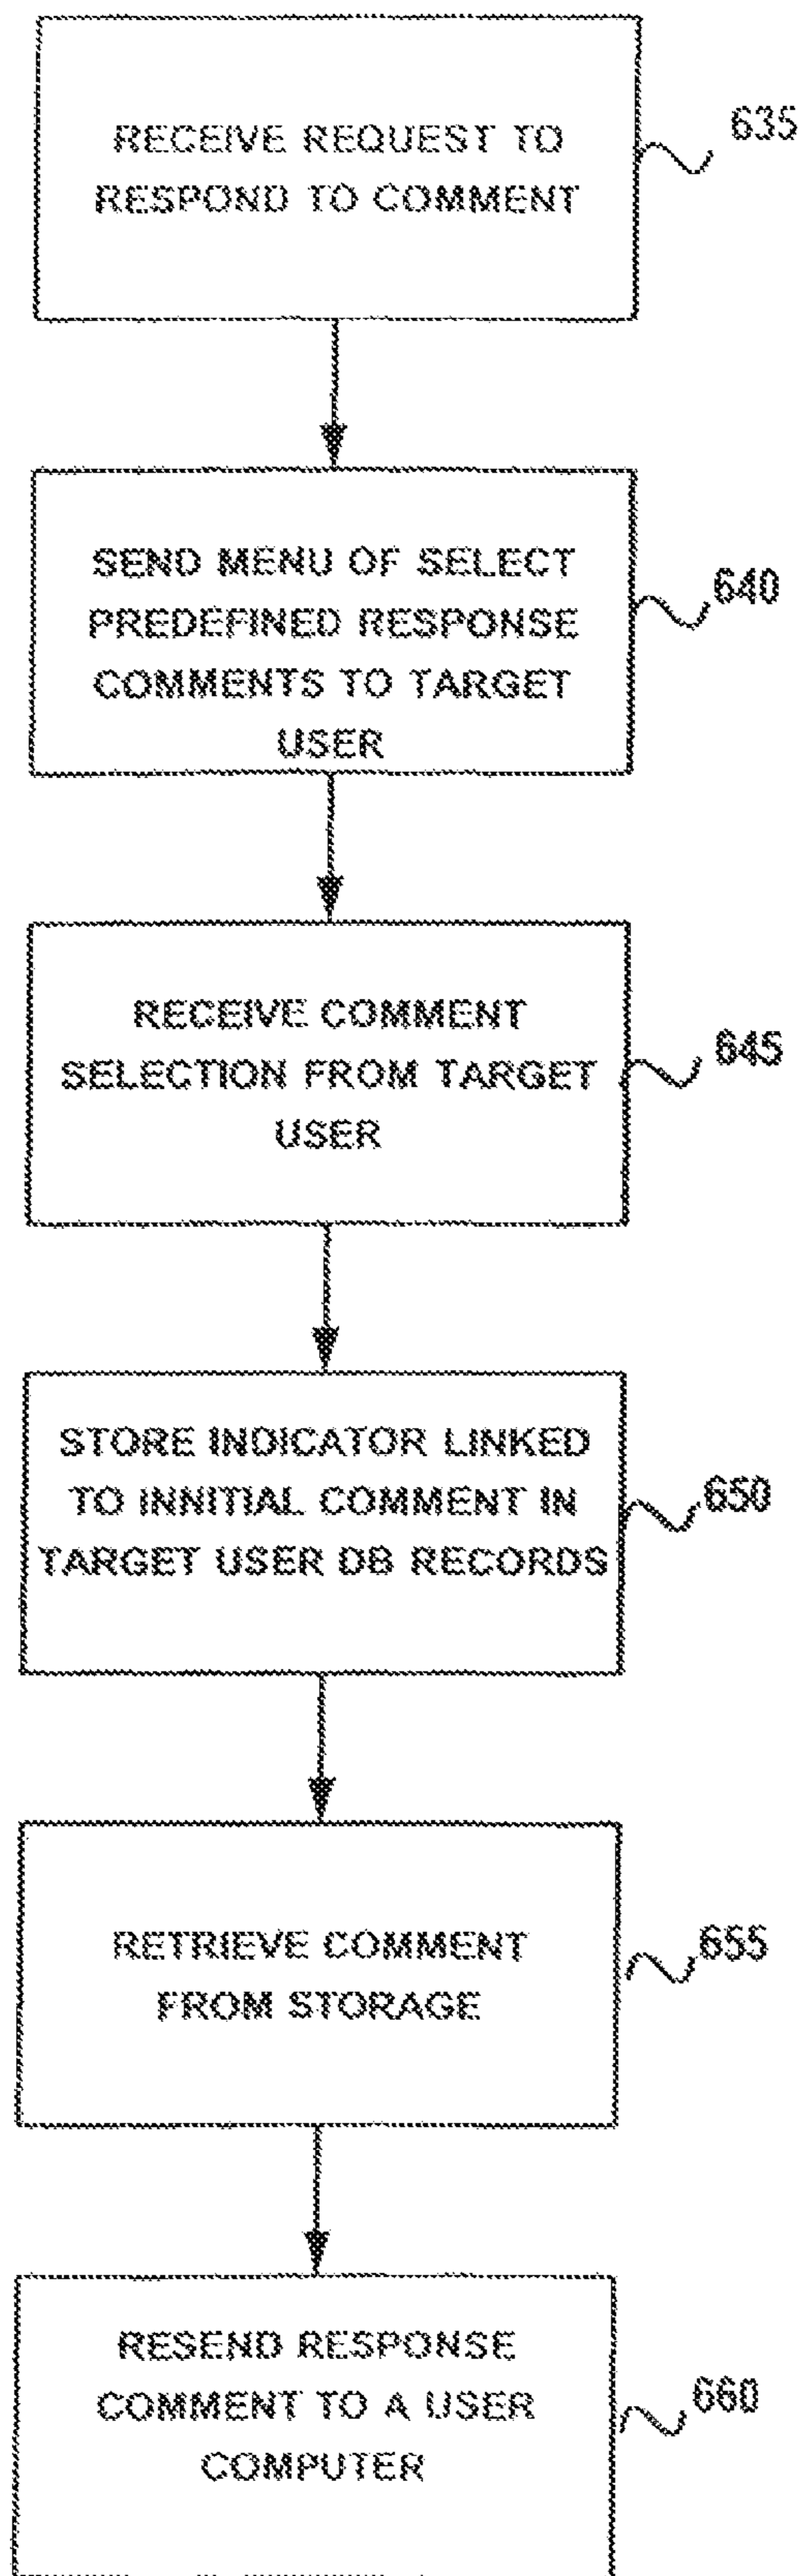 RECEIVE REQUEST TO
RESPOND TO COMMENT
635
SEND MENU OF SELECT
PREDEFINED RESPONSE
COMMENTS TO TARGET
USER
640
RECEIVE COMMENT
SELECTION FROM TARGET
USER
645
STORE INDICATOR LINKED
TO INNITIAL COMMENT IN
TARGET USER DB RECORDS
650
RETRIEVE COMMENT
FROM STORAGE
655
RESEND RESPONSE
COMMENT TO A USER
COMPUTER
660